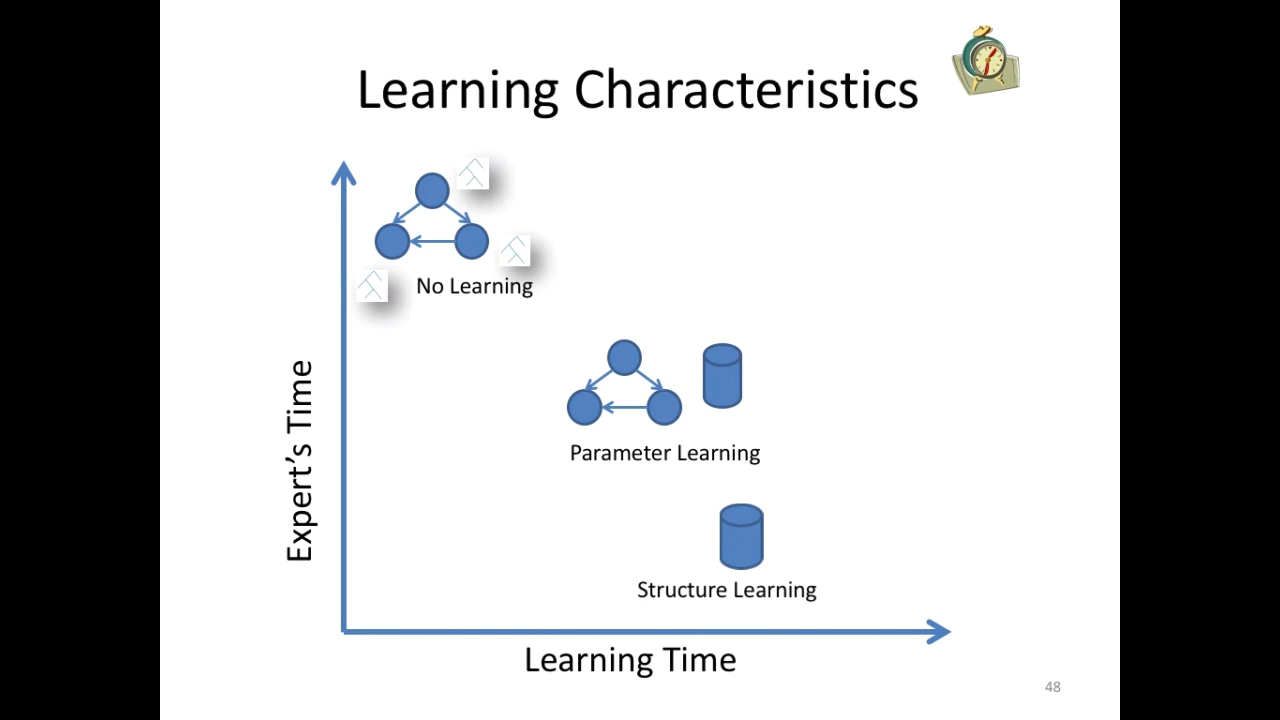 Learning Characteristics
No Learning
Expert's Time
Parameter Learning
Structure Learning
Learning Time
48